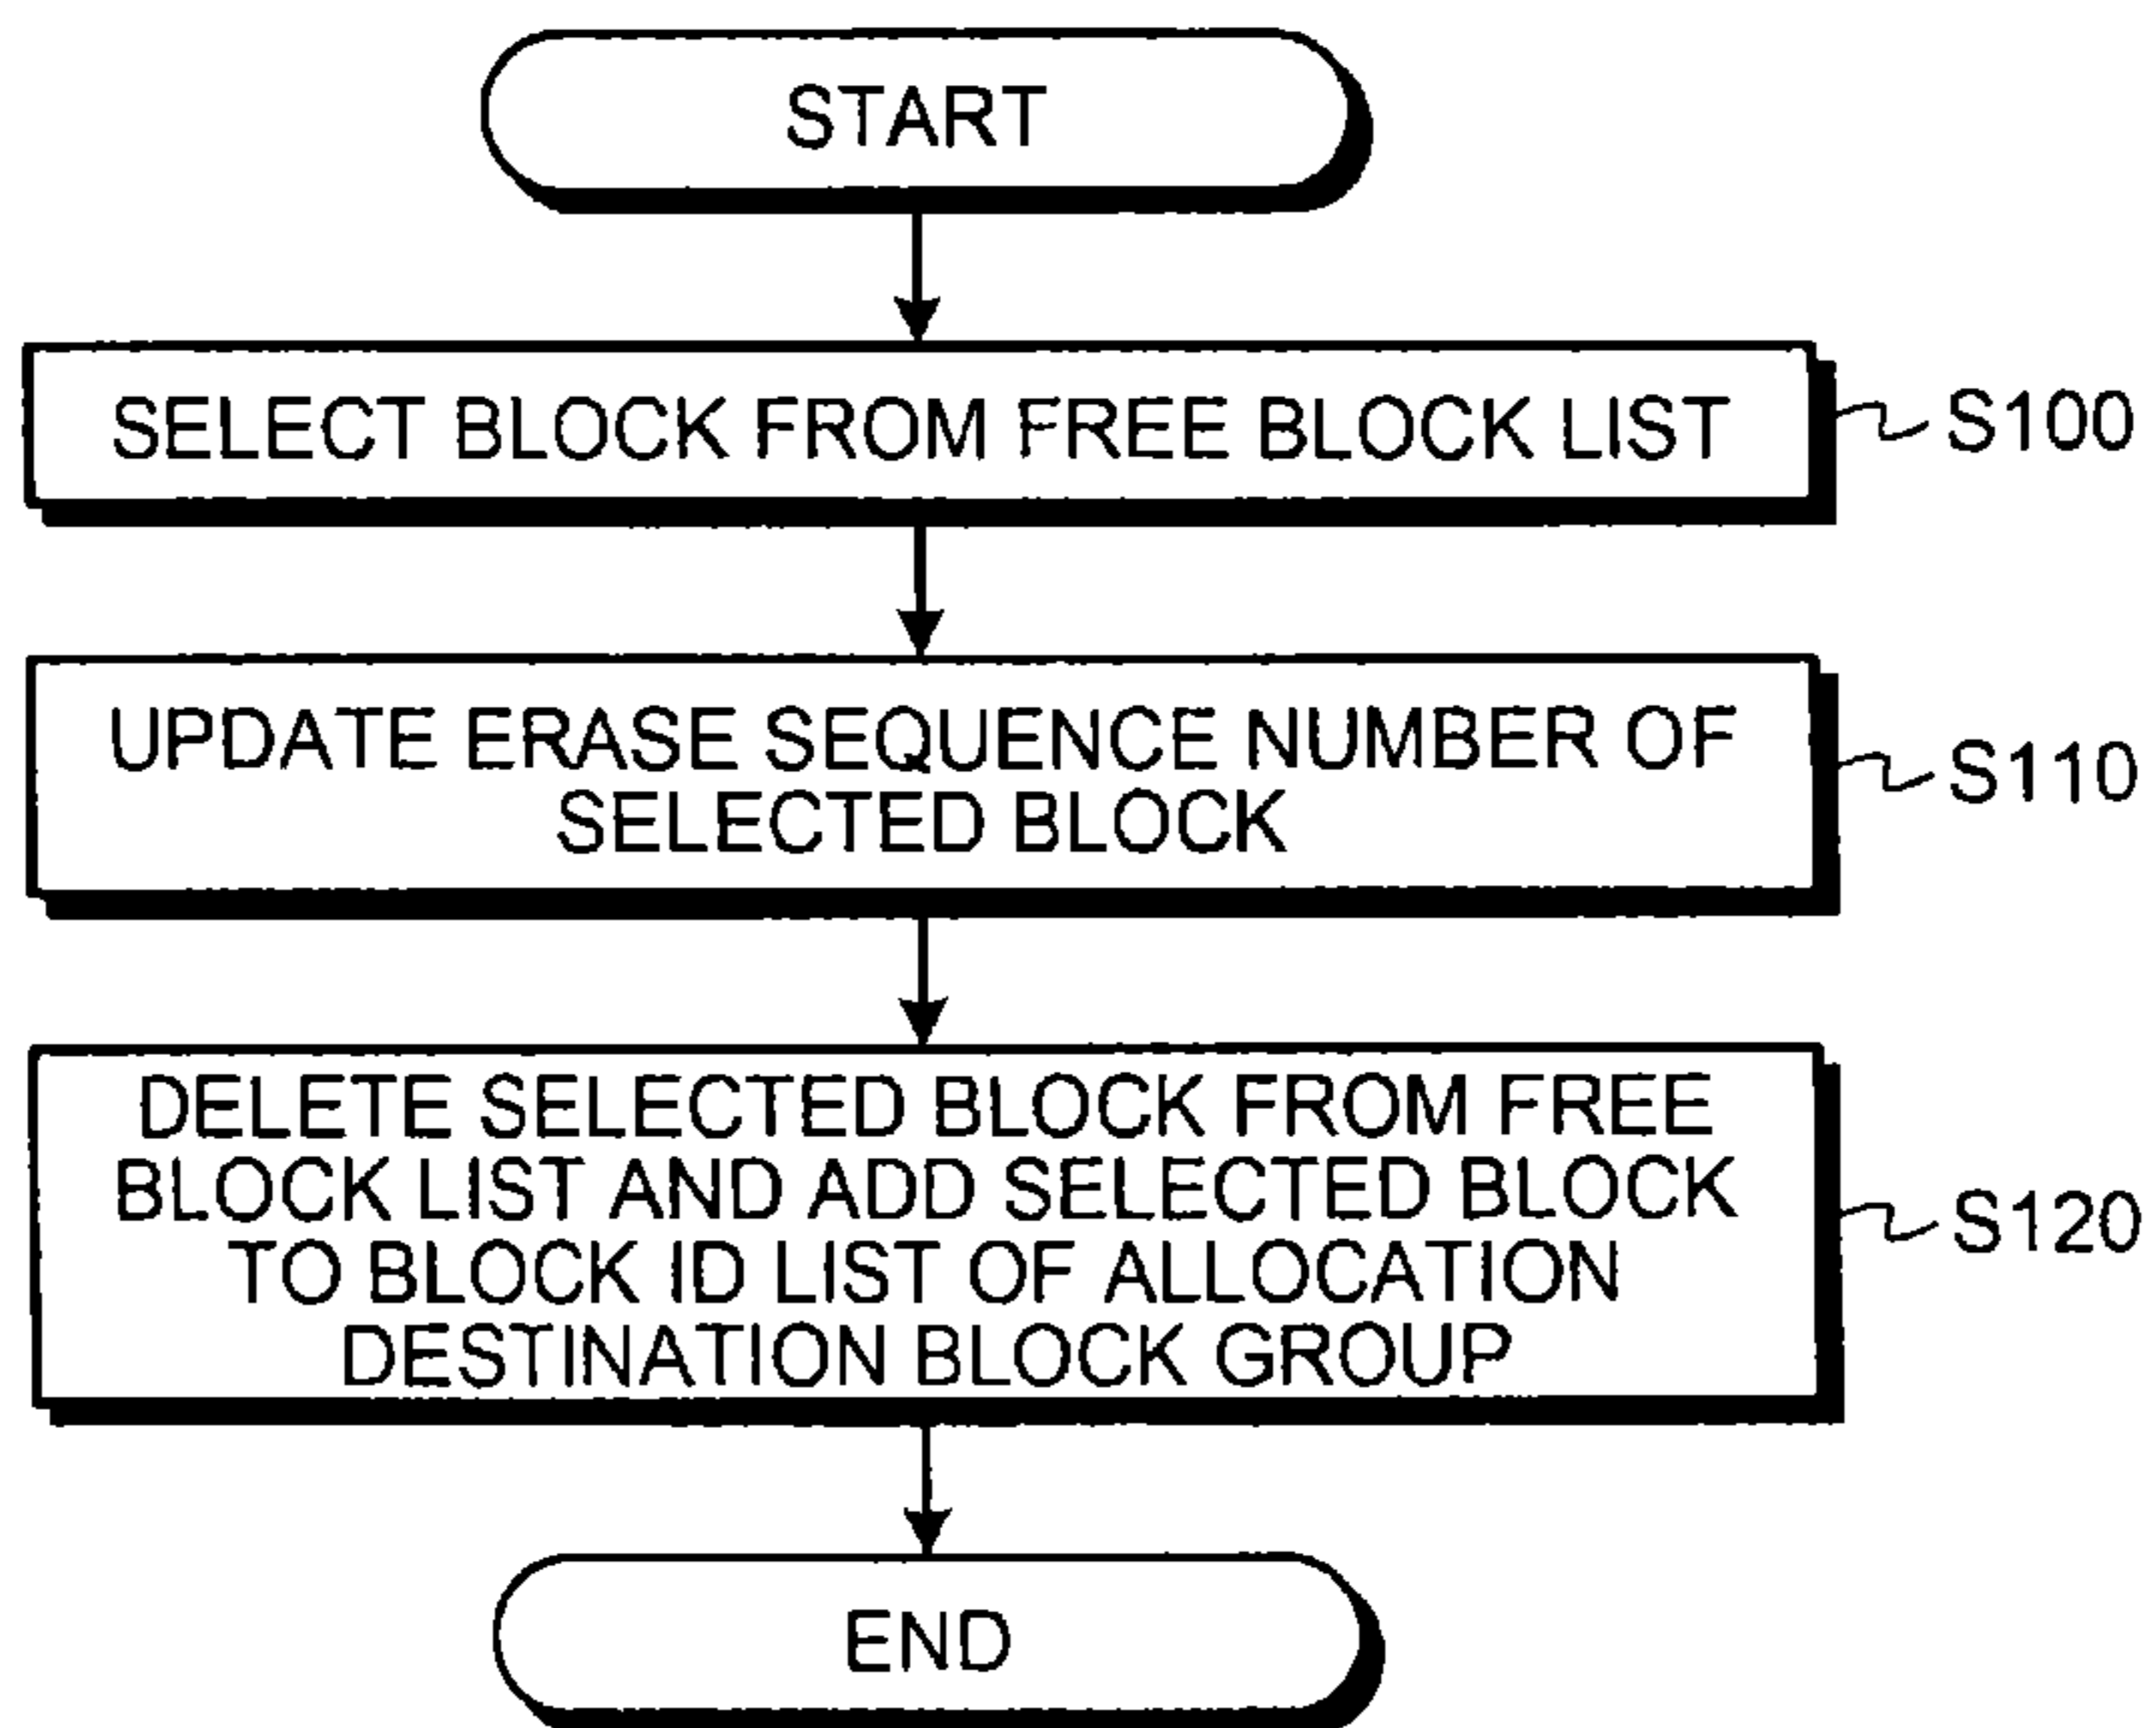 START
SELECT BLOCK FROM FREE BLOCK LIST
S100
UPDATE ERASE SEQUENCE NUMBER OF
SELECTED BLOCK
S110
DELETE SELECTED BLOCK FROM FREE
BLOCK LIST AND ADD SELECTED BLOCK
TO BLOCK ID LIST OF ALLOCATION
DESTINATION BLOCK GROUP
S120
END